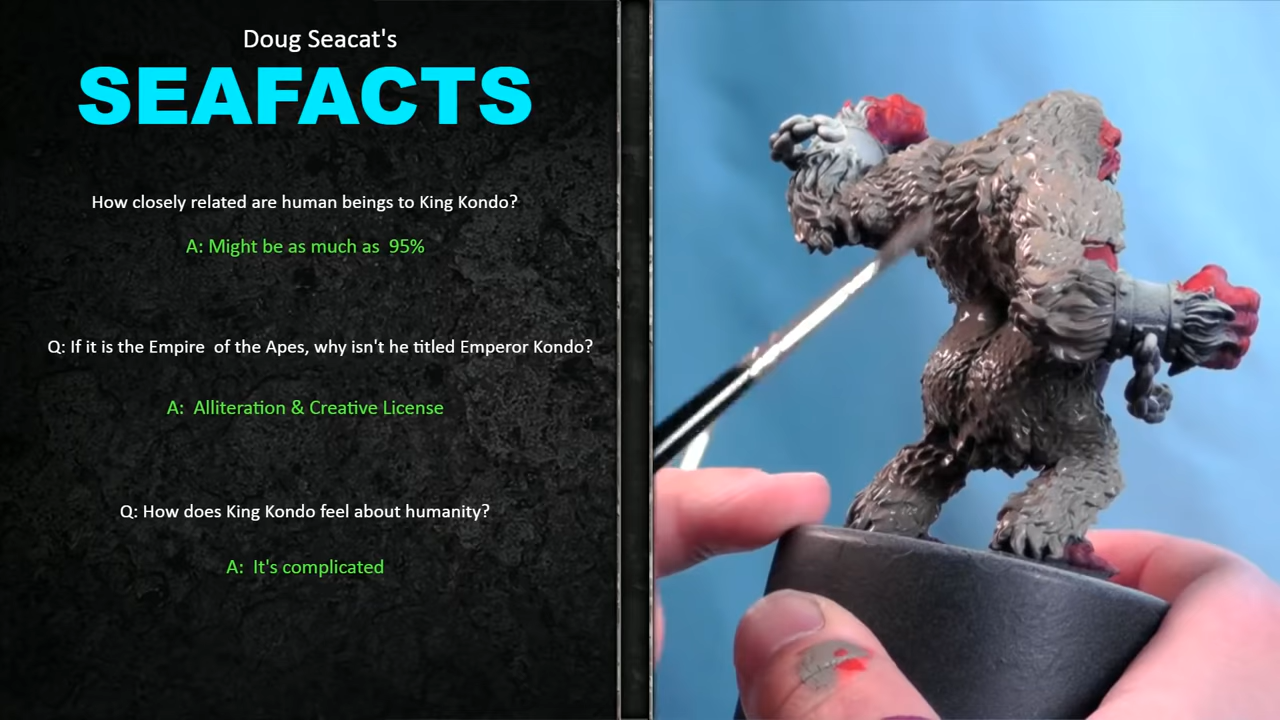 Doug Seacat's
SEAFACTS
How closely related are human beings to King Kondo?
A: Might be as much as 95%
Q: If it is the Empire of the Apes, why isn't he titled Emperor Kondo?
A: Alliteration & Creative License
Q: How does King Kondo feel about humanity?
A: It's complicated